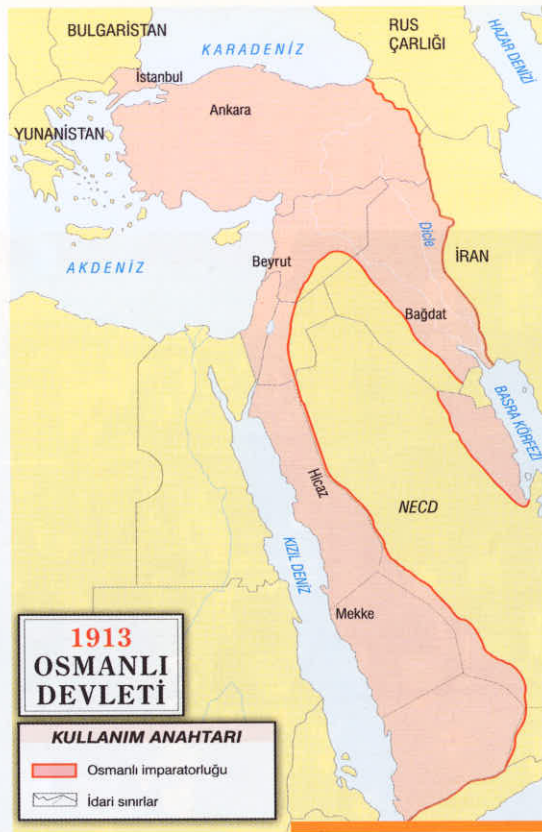 BULGARİSTAN
KARADENİZ
RUS
ÇARLIĞI
HAZAR DENİZİ
İstanbul
Ankara
YUNANİSTAN
Dicle
İRAN
Beyrut
AKDENİZ
Bağdat
BASRA KÖRFEZİ
Hicaz
NECD
KIZIL DENİZ
Mekke
1913
OSMANLI
DEVLETİ
KULLANIM ANAHTARI
Osmanlı imparatorluğu
İdari sınırlar